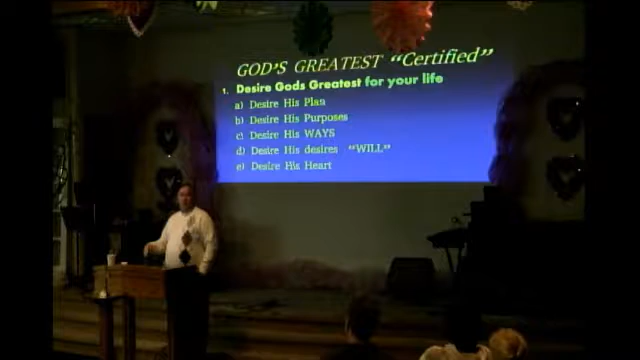 GOD'S GREATEST "Certified"
1. Desire Gods Greatest for your life
a) Desire His Plan
b) Desire His Purposes
c) Desire His WAYS
d) Desire His desires "WILL"
e) Desire His Heart